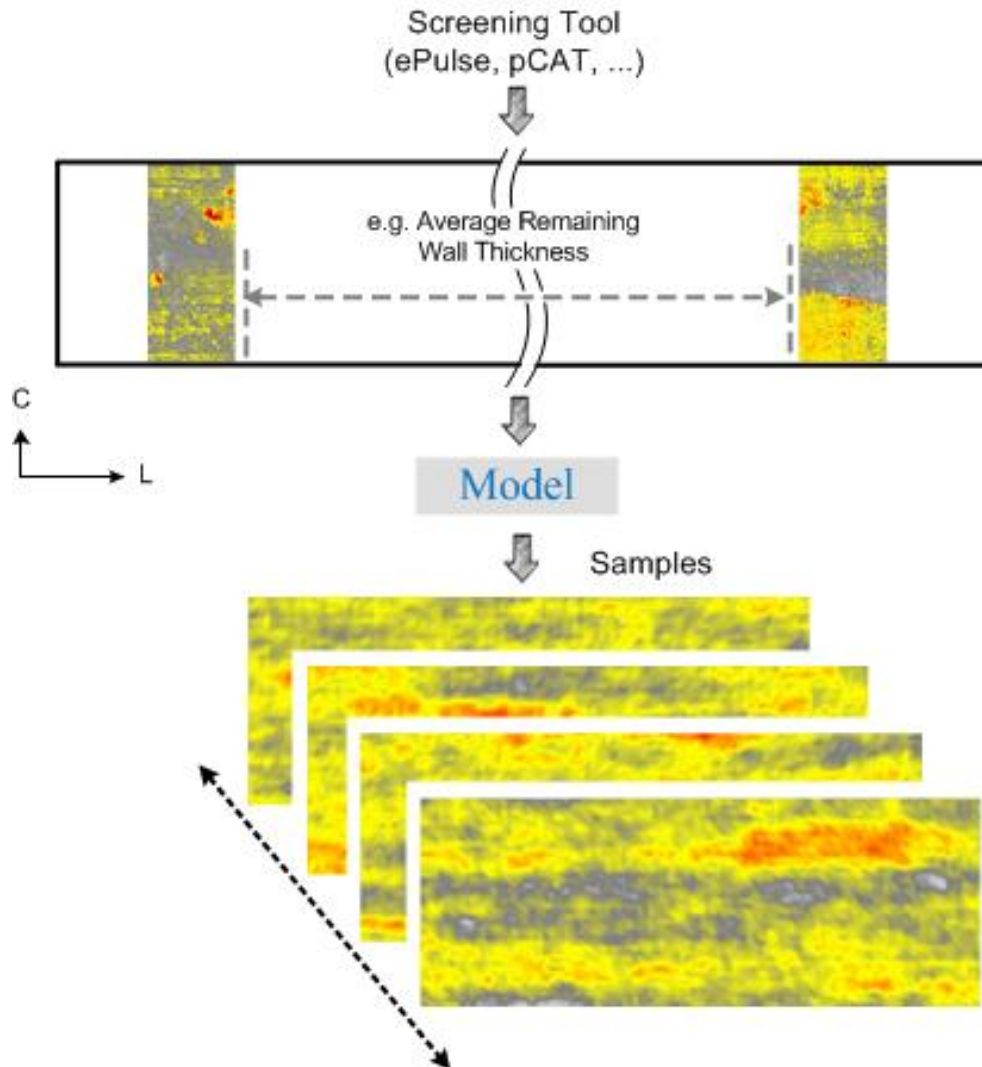 Screening Tool
(ePulse, pCAT, ...)
e.g. Average Remaining
Wall Thickness
C
L
Model
Samples